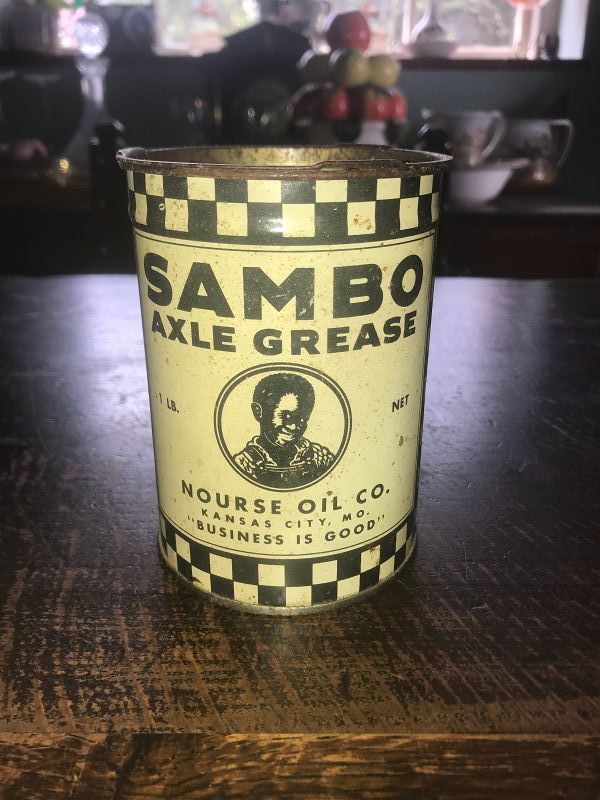 SAMBO
AXLE GREASE
1 LB. NET
NOURSE OIL CO.
KANSAS CITY, MO.
"BUSINESS IS GOOD"